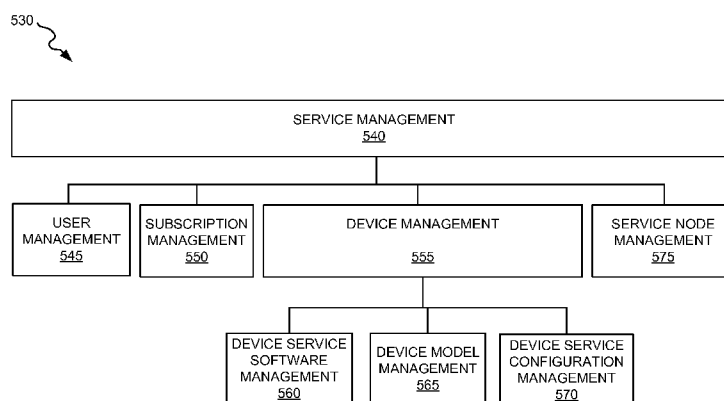 530
SERVICE MANAGEMENT
540
USER
MANAGEMENT
545
SUBSCRIPTION
MANAGEMENT
550
DEVICE MANAGEMENT
555
SERVICE NODE
MANAGEMENT
575
DEVICE SERVICE
SOFTWARE
MANAGEMENT
560
DEVICE MODEL
MANAGEMENT
565
DEVICE SERVICE
CONFIGURATION
MANAGEMENT
570